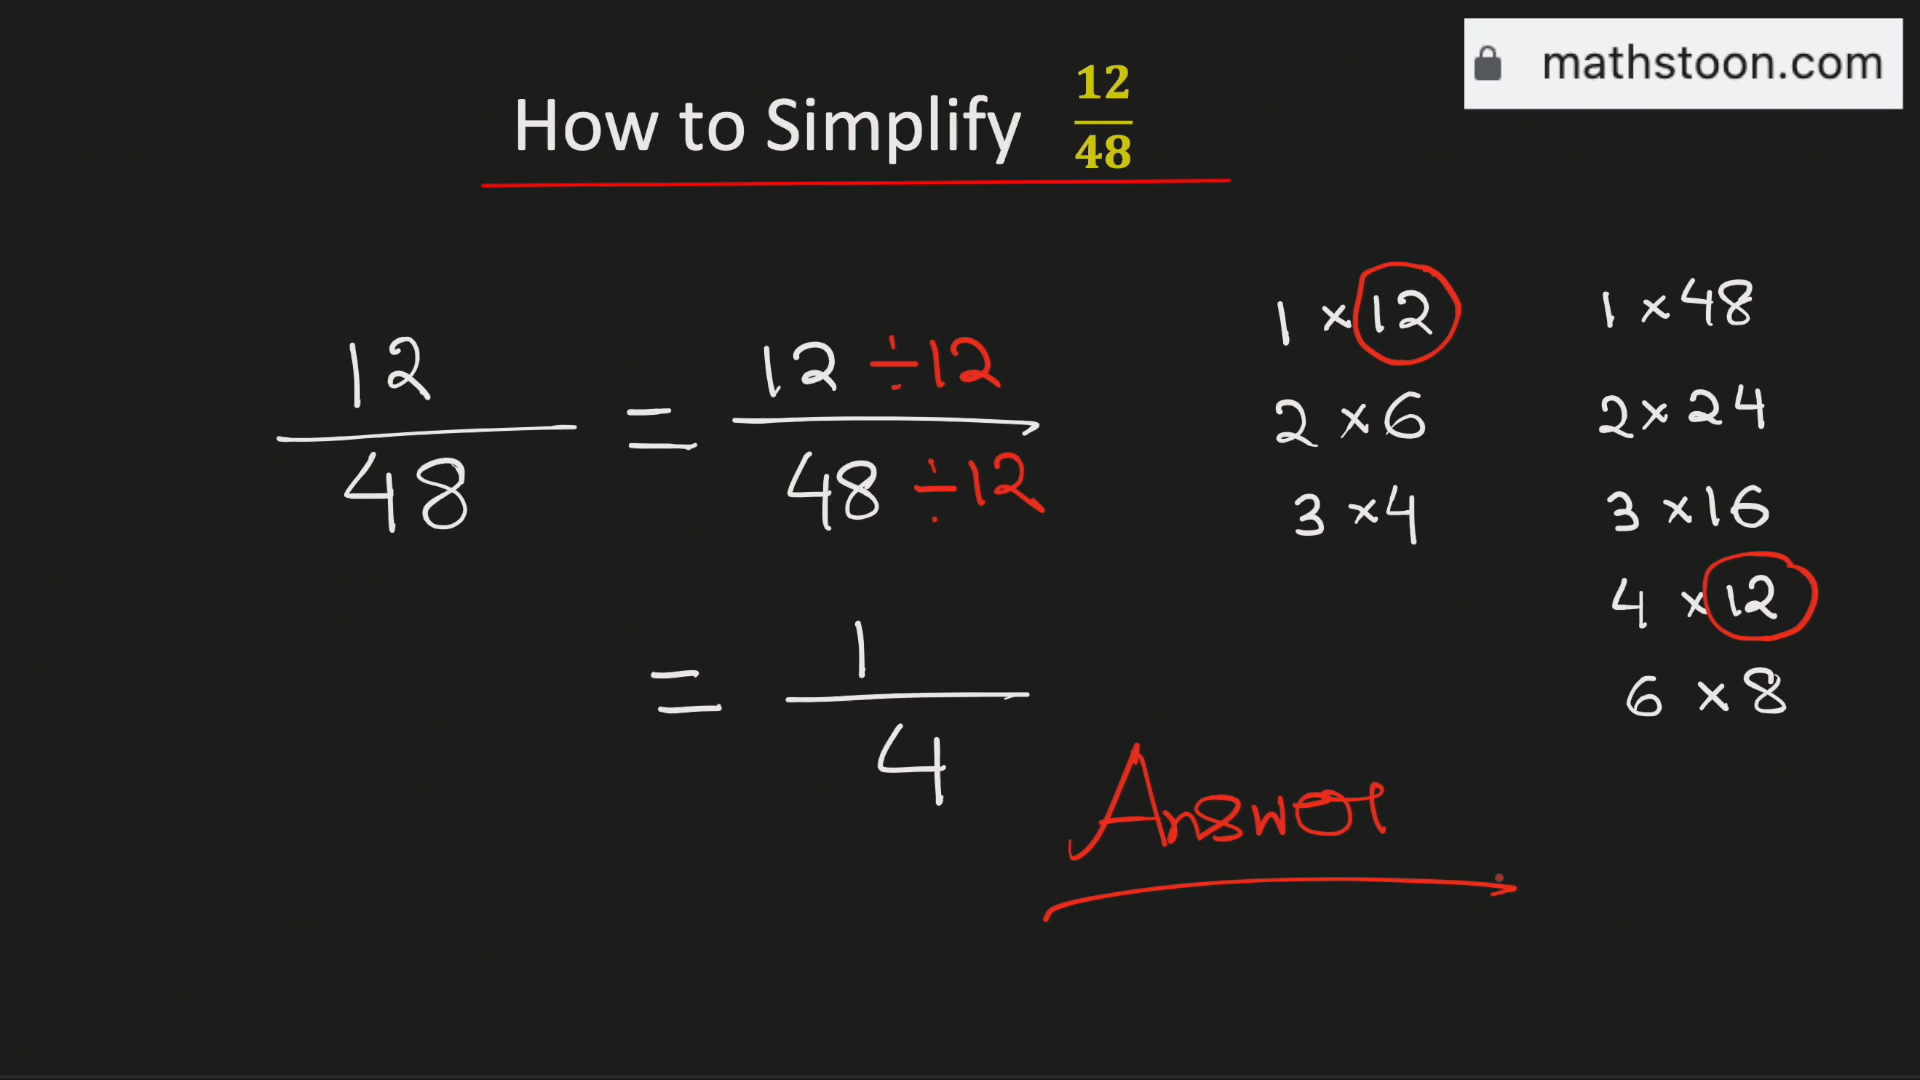 mathstoon.com
How to Simplify 12/48
12/48 = 12 ÷12/48 ÷12
= 1/4
Answer
1 × 12
2 × 6
3 × 4
1 × 48
2 × 24
3 × 16
4 × 12
6 × 8